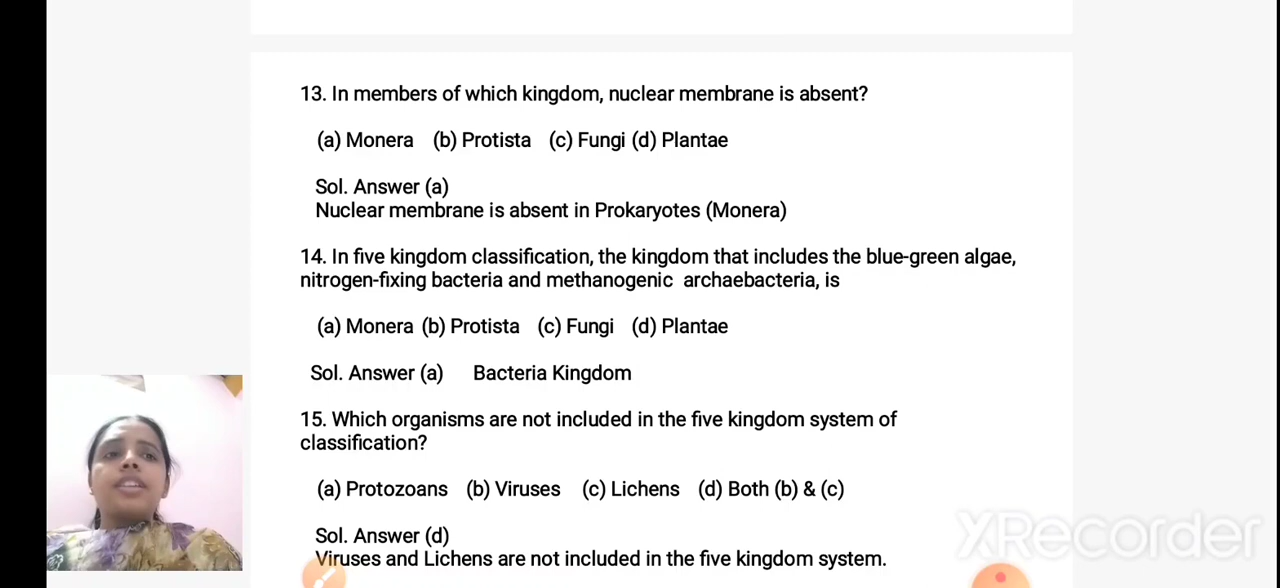 13. In members of which kingdom, nuclear membrane is absent?
(a) Monera (b) Protista (c) Fungi (d) Plantae
Sol. Answer (a)
Nuclear membrane is absent in Prokaryotes (Monera)
14. In five kingdom classification, the kingdom that includes the blue-green algae,
nitrogen-fixing bacteria and methanogenic archaebacteria, is
(a) Monera (b) Protista (c) Fungi (d) Plantae
Sol. Answer (a) Bacteria Kingdom
15. Which organisms are not included in the five kingdom system of
classification?
(a) Protozoans (b) Viruses (c) Lichens (d) Both (b) & (c)
Sol. Answer (d)
Viruses and Lichens are not included in the five kingdom system.
XRecorder